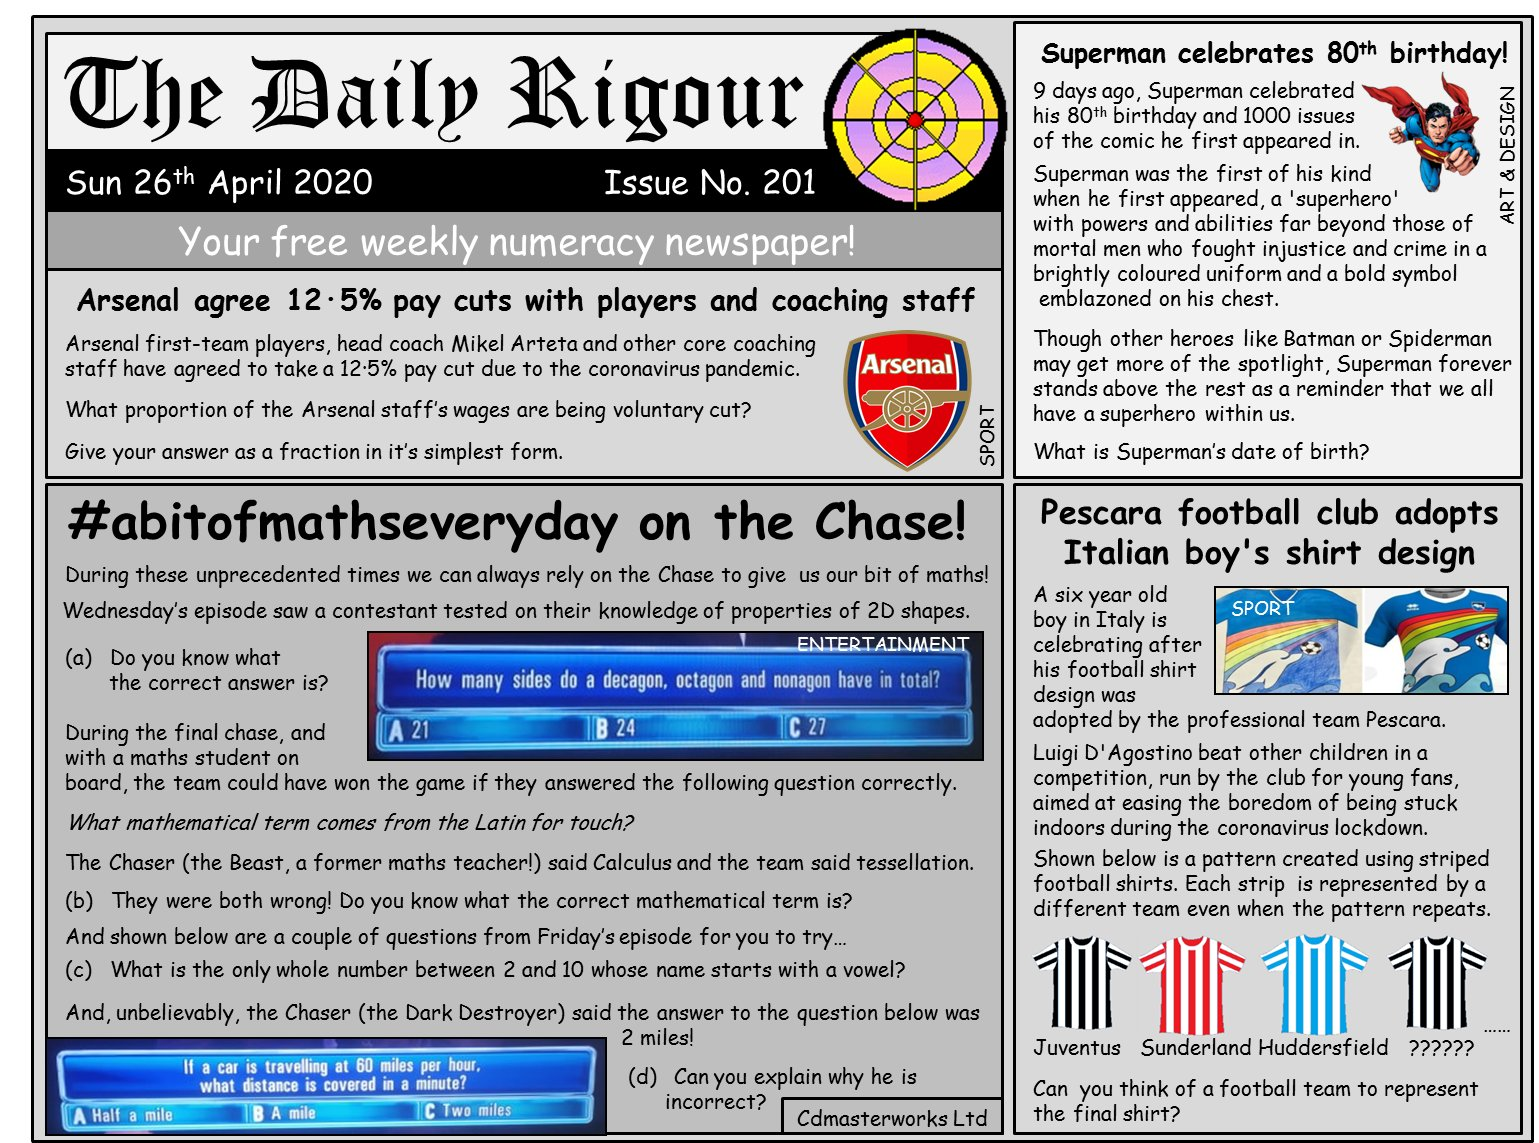 The Daily Rigour
Sun 26th April 2020
Issue No. 201
Your free weekly numeracy newspaper!
Arsenal agree 12·5% pay cuts with players and coaching staff
Arsenal first-team players, head coach Mikel Arteta and other core coaching
staff have agreed to take a 12·5% pay cut due to the coronavirus pandemic.
What proportion of the Arsenal staff's wages are being voluntary cut?
Give your answer as a fraction in it's simplest form.
Arsenal
SPORT
Superman celebrates 80th birthday!
9 days ago, Superman celebrated
his 80th birthday and 1000 issues
of the comic he first appeared in.
Superman was the first of his kind
when he first appeared, a 'superhero'
with powers and abilities far beyond those of
mortal men who fought injustice and crime in a
brightly coloured uniform and a bold symbol
emblazoned on his chest.
Though other heroes like Batman or Spiderman
may get more of the spotlight, Superman forever
stands above the rest as a reminder that we all
have a superhero within us.
What is Superman's date of birth?
ART & DESIGN
#abitofmathseveryday on the Chase!
During these unprecedented times we can always rely on the Chase to give us our bit of maths!
Wednesday's episode saw a contestant tested on their knowledge of properties of 2D shapes.
(a) Do you know what
the correct answer is?
ENTERTAINMENT
How many sides do a decagon, octagon and nonagon have in total?
A 21
B 24
C 27
During the final chase, and
with a maths student on
board, the team could have won the game if they answered the following question correctly.
What mathematical term comes from the Latin for touch?
The Chaser (the Beast, a former maths teacher!) said Calculus and the team said tessellation.
(b) They were both wrong! Do you know what the correct mathematical term is?
And shown below are a couple of questions from Friday's episode for you to try…
(c) What is the only whole number between 2 and 10 whose name starts with a vowel?
And, unbelievably, the Chaser (the Dark Destroyer) said the answer to the question below was
2 miles!
If a car is travelling at 60 miles per hour,
what distance is covered in a minute?
A Half a mile
B A mile
C Two miles
(d) Can you explain why he is
incorrect?
Cdmasterworks Ltd
Pescara football club adopts
Italian boy's shirt design
A six year old
boy in Italy is
celebrating after
his football shirt
design was
adopted by the professional team Pescara.
SPORT
Luigi D'Agostino beat other children in a
competition, run by the club for young fans,
aimed at easing the boredom of being stuck
indoors during the coronavirus lockdown.
Shown below is a pattern created using striped
football shirts. Each strip is represented by a
different team even when the pattern repeats.
……
Juventus Sunderland Huddersfield ??????
Can you think of a football team to represent
the final shirt?